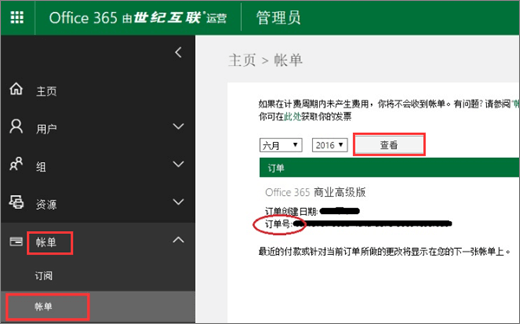 Office 365 由世纪互联运营 管理员
主页 > 帐单
主页
用户
组
资源
帐单
订阅
帐单
如果在计费周期内未产生费用，你将不会收到帐单。有问题? 请参阅"帐
你可在此处获取你的发票
六月 2016 查看
订单
Office 365 商业高级版
订单创建日期:
订单号:
最近的付款或针对当前订单所做的更改将显示在您的下一张帐单上。